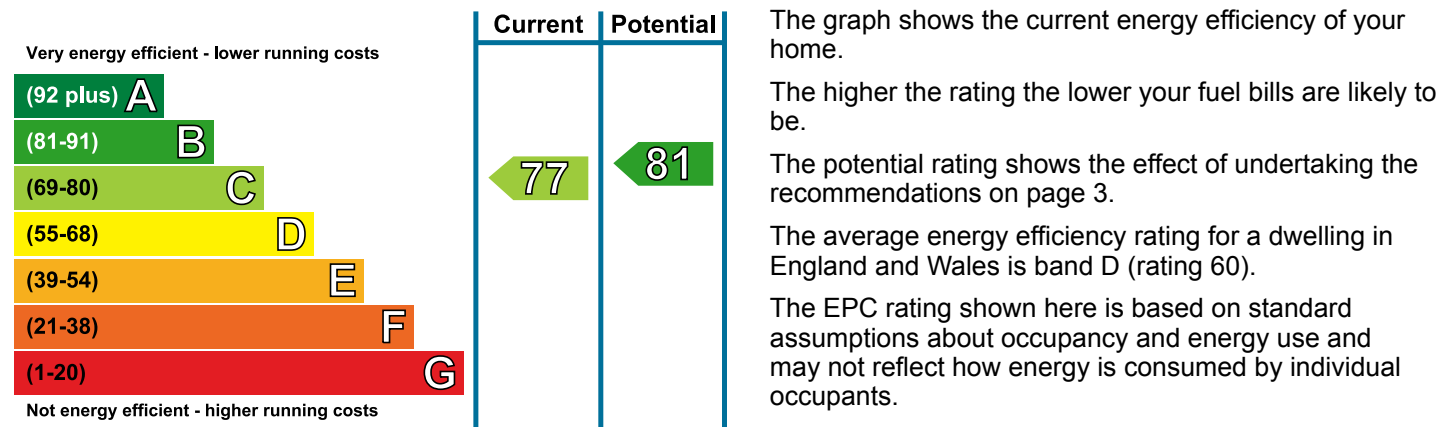 Current Potential
Very energy efficient - lower running costs
(92 plus) A
(81-91) B
(69-80) C
(55-68) D
(39-54) E
(21-38) F
(1-20) G
Not energy efficient - higher running costs
77
81
The graph shows the current energy efficiency of your
home.
The higher the rating the lower your fuel bills are likely to
be.
The potential rating shows the effect of undertaking the
recommendations on page 3.
The average energy efficiency rating for a dwelling in
England and Wales is band D (rating 60).
The EPC rating shown here is based on standard
assumptions about occupancy and energy use and
may not reflect how energy is consumed by individual
occupants.